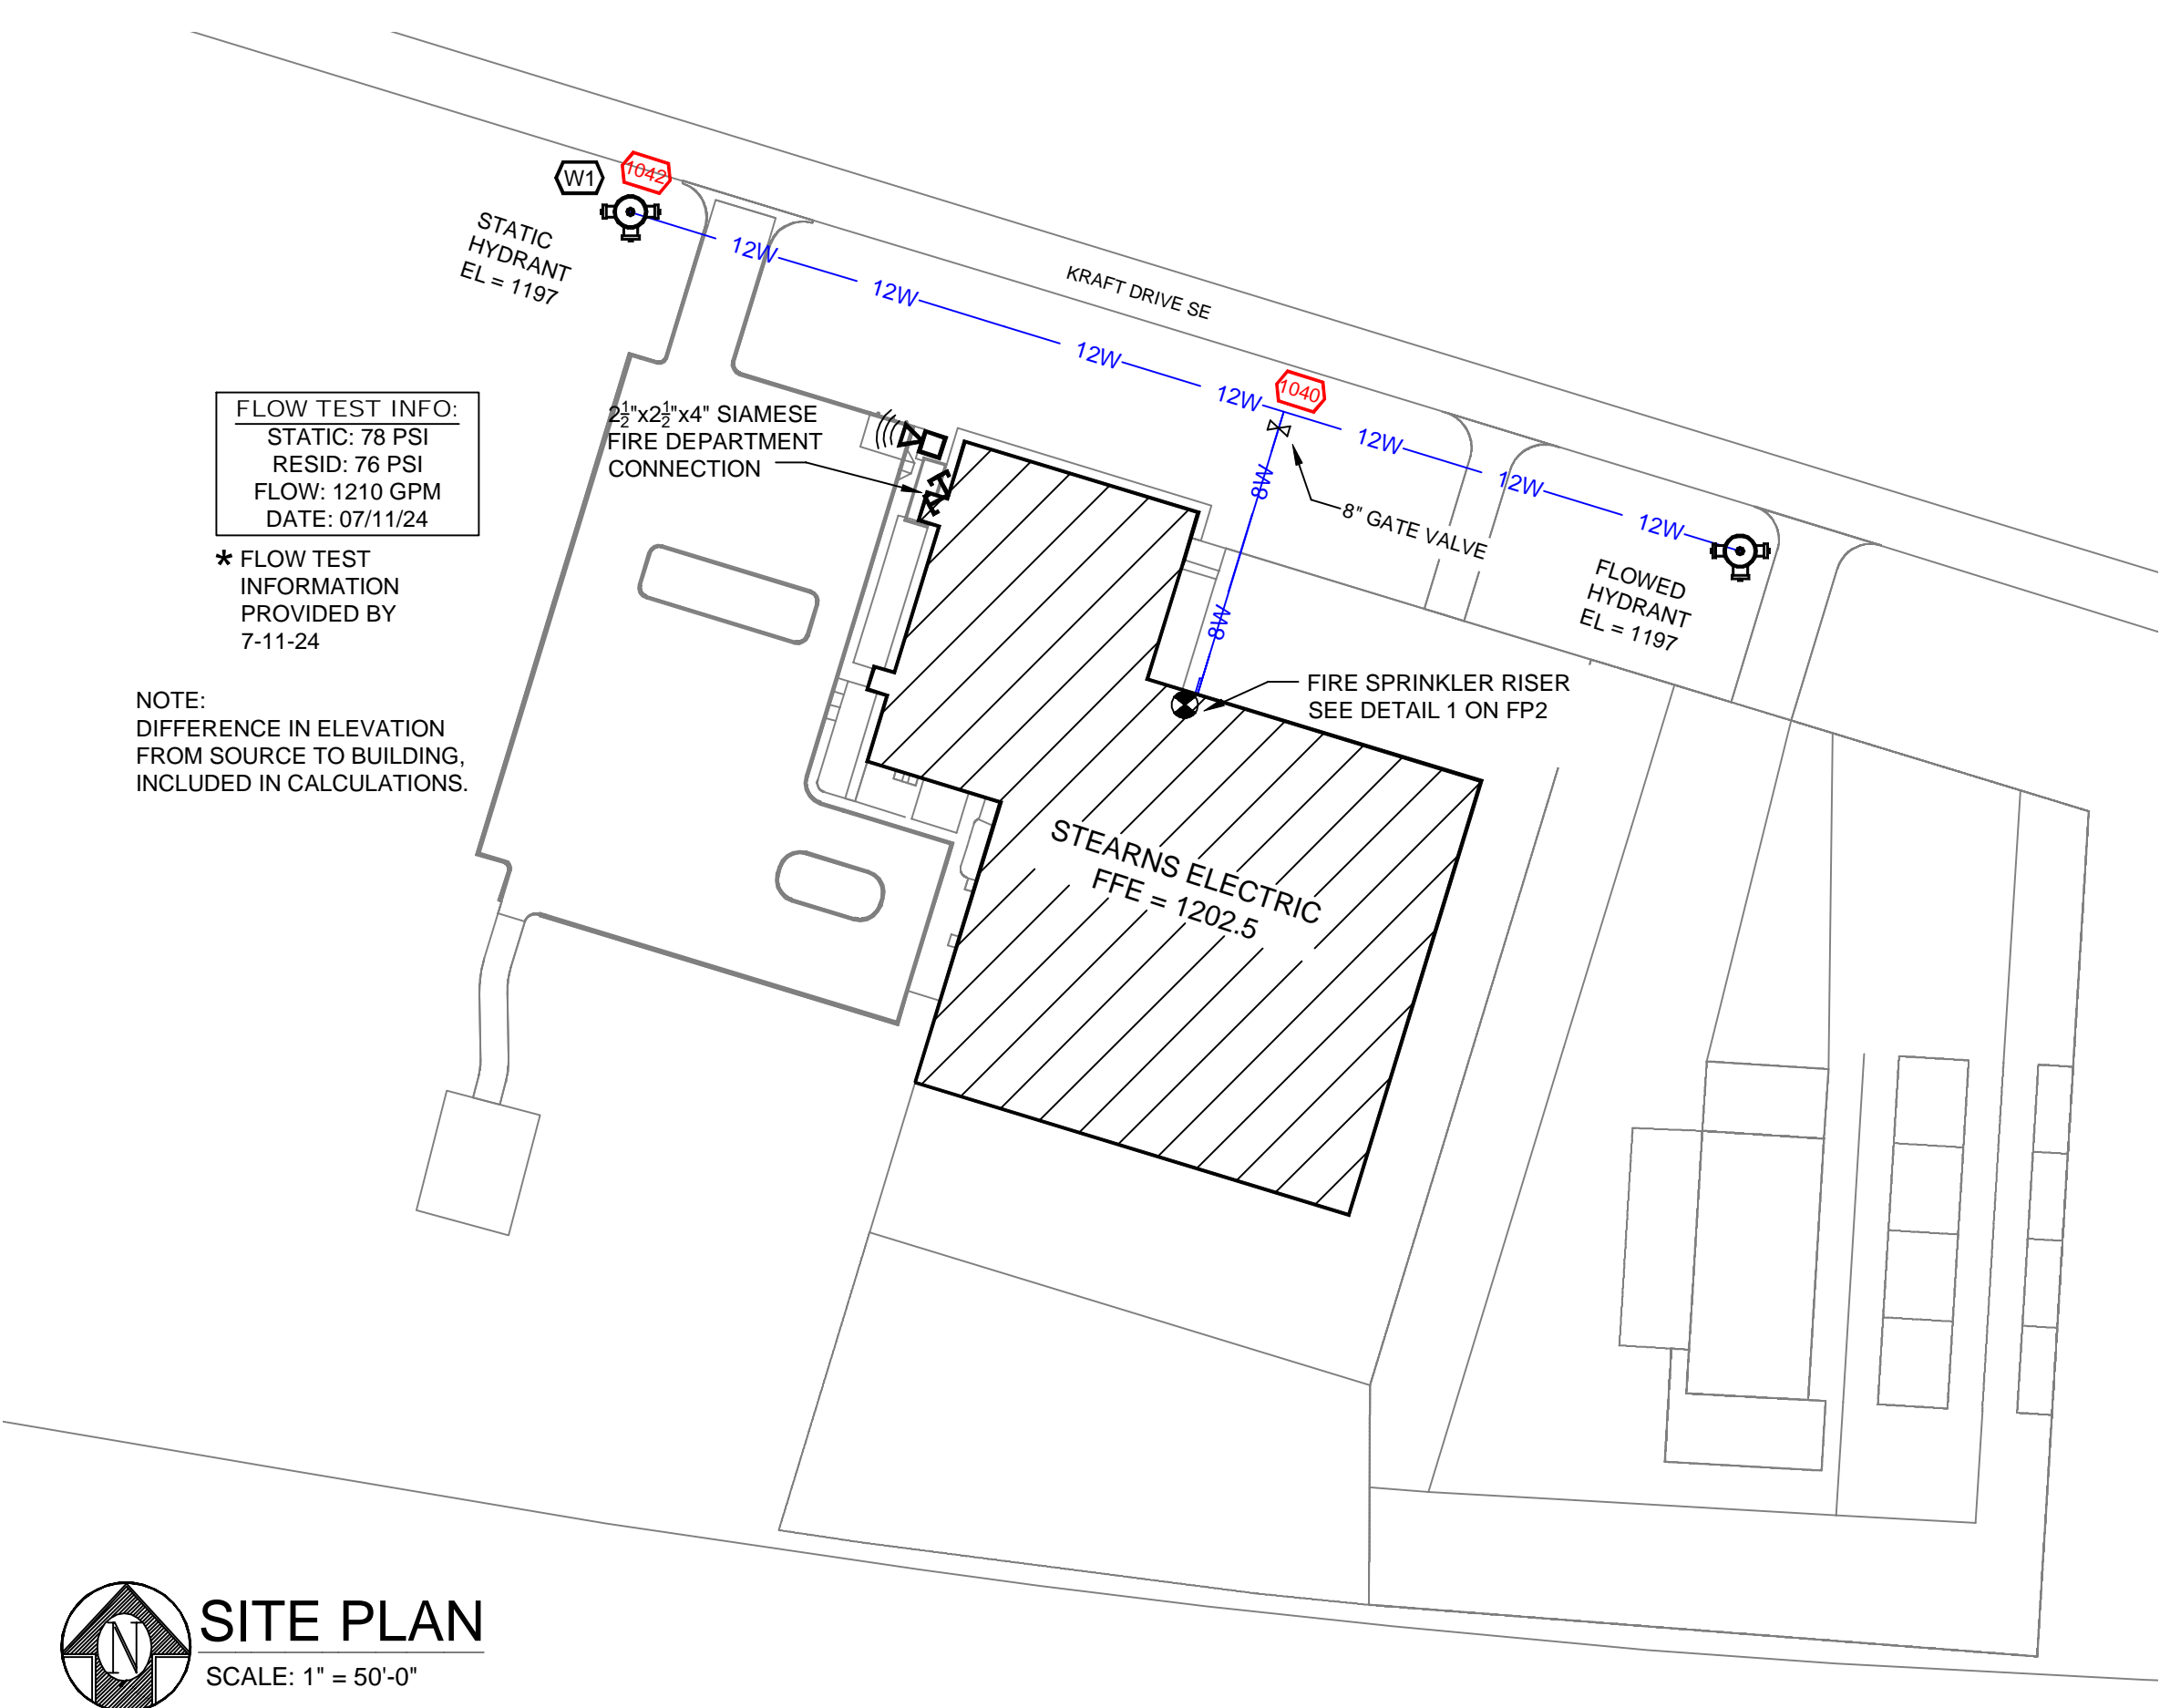 W1
1042
STATIC
HYDRANT
EL = 1197
12W
12W
12W
12W
12W
12W
12W
KRAFT DRIVE SE
1040
8W
8W
8" GATE VALVE
FLOWED
HYDRANT
EL = 1197
FLOW TEST INFO:
STATIC: 78 PSI
RESID: 76 PSI
FLOW: 1210 GPM
DATE: 07/11/24
* FLOW TEST
INFORMATION
PROVIDED BY
7-11-24
2½"x2½"x4" SIAMESE
FIRE DEPARTMENT
CONNECTION
NOTE:
DIFFERENCE IN ELEVATION
FROM SOURCE TO BUILDING,
INCLUDED IN CALCULATIONS.
FIRE SPRINKLER RISER
SEE DETAIL 1 ON FP2
STEARNS ELECTRIC
FFE = 1202.5
N
SITE PLAN
SCALE: 1" = 50'-0"